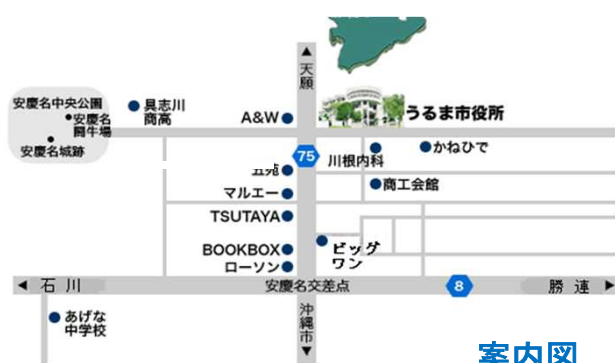 天願
安慶名中央公園
安慶名
闘牛場
安慶名城跡
具志川
商高
A&W
うるま市役所
75
川根内科
かねひで
商工会館
マルエー
TSUTAYA
BOOKBOX
ビッグ
ワン
ローソン
石川
安慶名交差点
8
勝連
あげな
中学校
沖縄市
案内図